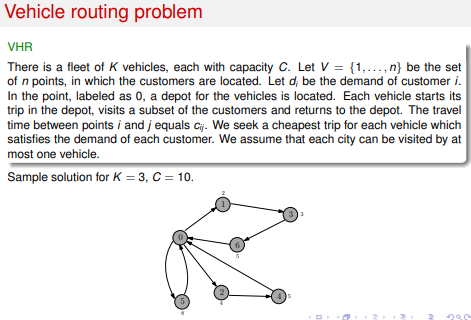 Vehicle routing problem
VHR
There is a fleet of K vehicles, each with capacity C. Let V = {1, . . . , n} be the set
of n points, in which the customers are located. Let dᵢ be the demand of customer i.
In the point, labeled as 0, a depot for the vehicles is located. Each vehicle starts its
trip in the depot, visits a subset of the customers and returns to the depot. The travel
time between points i and j equals cᵢⱼ. We seek a cheapest trip for each vehicle which
satisfies the demand of each customer. We assume that each city can be visited by at
most one vehicle.
Sample solution for K = 3, C = 10.
2
1
3 3
0
6
5
2
4
4 5
5
8